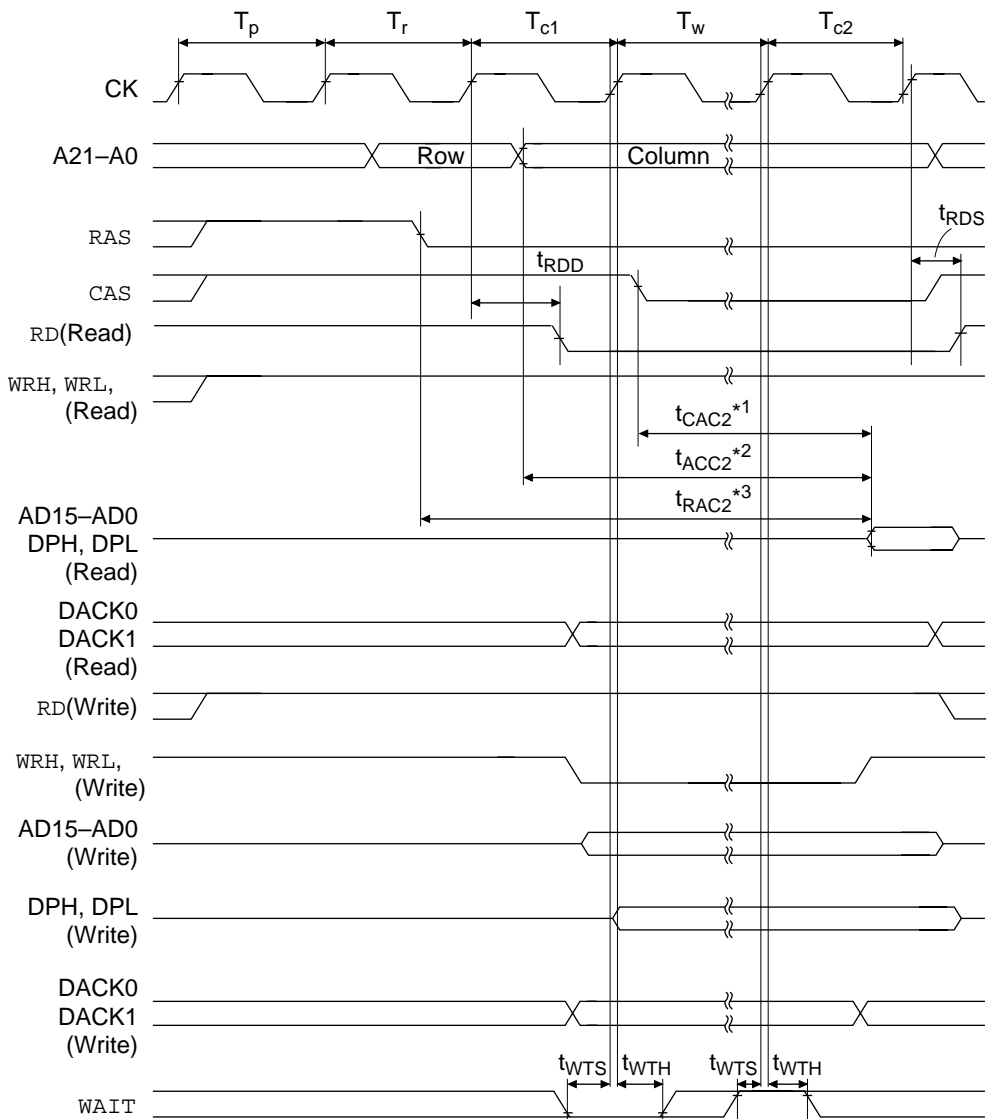 Tp Tr Tc1 Tw Tc2
CK
A21–A0 Row Column
tRDS
RAS
tRDD
CAS
RD(Read)
WRH, WRL,
(Read)
tCAC2*1
tACC2*2
tRAC2*3
AD15–AD0
DPH, DPL
(Read)
DACK0
DACK1
(Read)
RD(Write)
WRH, WRL,
(Write)
AD15–AD0
(Write)
DPH, DPL
(Write)
DACK0
DACK1
(Write)
tWTS tWTH tWTS tWTH
WAIT